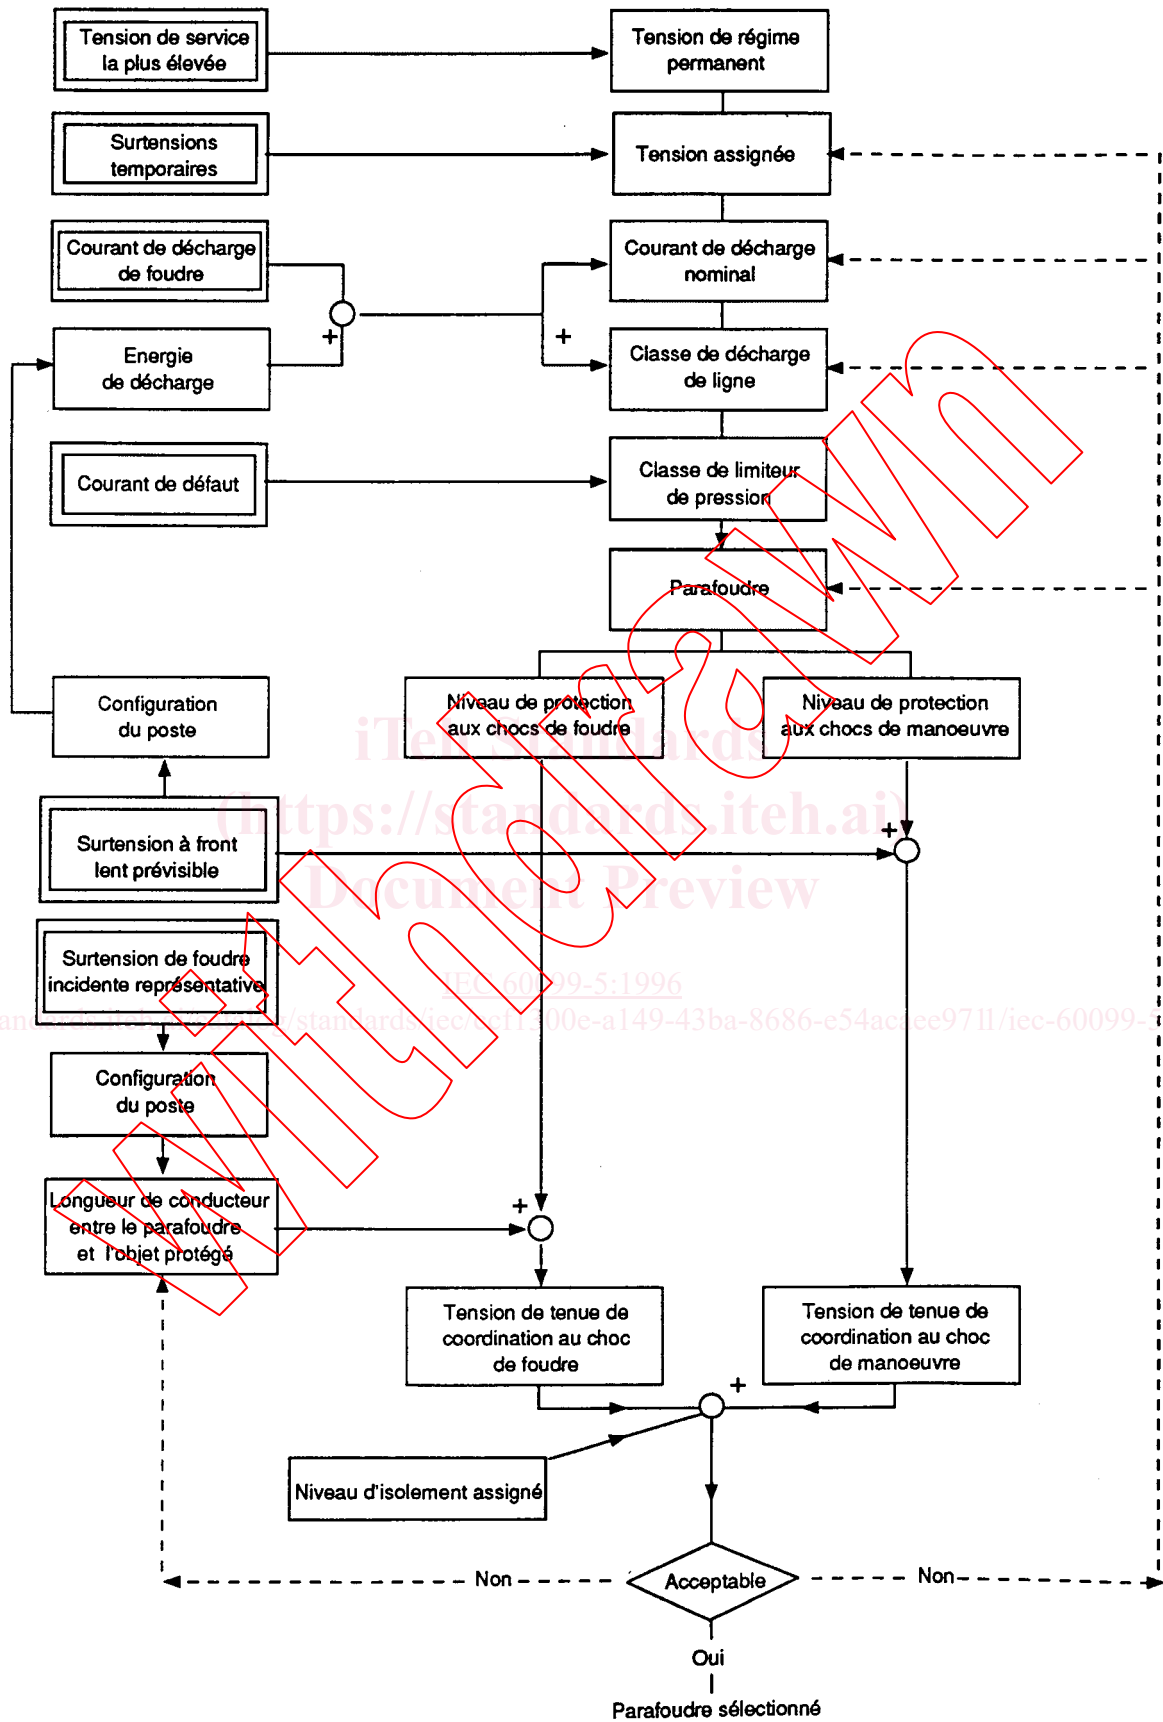 Tension de service
la plus élevée
Tension de régime
permanent
Surtensions
temporaires
Tension assignée
Courant de décharge
de foudre
Courant de décharge
nominal
+
+
Energie
de décharge
Classe de décharge
de ligne
Courant de défaut
Classe de limiteur
de pression
Parafoudre
Configuration
du poste
Niveau de protection
aux chocs de foudre
Niveau de protection
aux chocs de manoeuvre
iTeh Standards
(https://standards.iteh.ai)
Document Preview
+
Surtension à front
lent prévisible
Surtension de foudre
incidente représentative
IEC 60099-5:1996
Configuration
du poste
Longueur de conducteur
entre le parafoudre
et l'objet protégé
+
Tension de tenue de
coordination au choc
de foudre
Tension de tenue de
coordination au choc
de manoeuvre
+
Niveau d'isolement assigné
Non
Acceptable
Non
Oui
Parafoudre sélectionné
Withdrawn